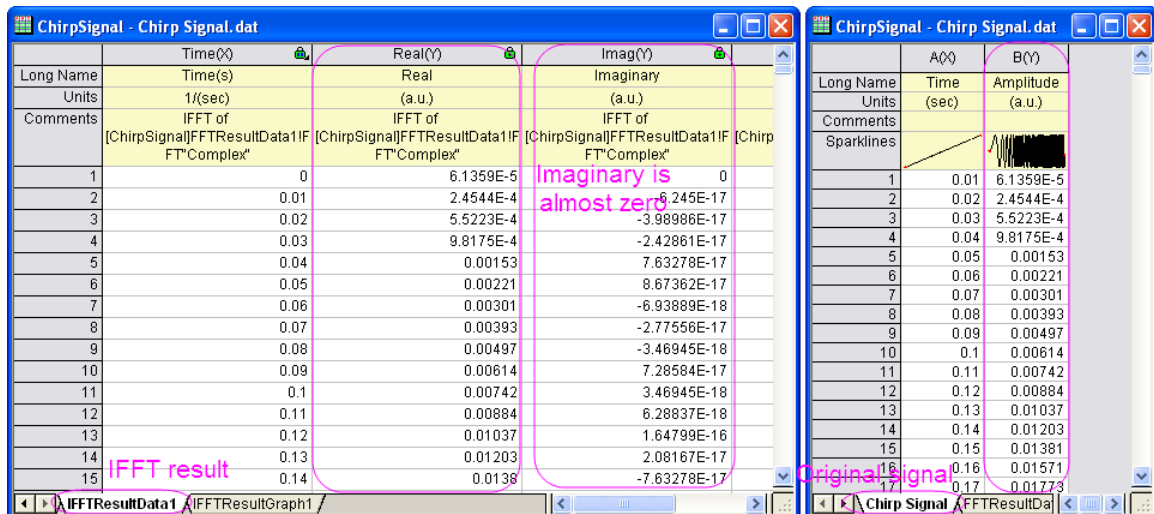 ChirpSignal - Chirp Signal.dat
Time(X) Real(Y) Imag(Y)
Long Name Time(s) Real Imaginary
Units 1/(sec) (a.u.) (a.u.)
Comments IFFT of IFFT of IFFT of
[ChirpSignal]FFTResultData1!F [ChirpSignal]FFTResultData1!F [ChirpSignal]FFTResultData1!F [Chirp
FT"Complex" FT"Complex" FT"Complex"
1 0 6.1359E-5 0
2 0.01 2.4544E-4 -6.245E-17
3 0.02 5.5223E-4 -3.98986E-17
4 0.03 9.8175E-4 -2.42861E-17
5 0.04 0.00153 7.63278E-17
6 0.05 0.00221 8.67362E-17
7 0.06 0.00301 -6.93889E-18
8 0.07 0.00393 -2.77556E-17
9 0.08 0.00497 -3.46945E-18
10 0.09 0.00614 7.28584E-17
11 0.1 0.00742 3.46945E-18
12 0.11 0.00884 6.28837E-18
13 0.12 0.01037 1.64799E-16
14 0.13 0.01203 2.08167E-17
15 0.14 0.0138 -7.63278E-17
Imaginary is
almost zero
IFFT result
IFFTResultData1 IFFTResultGraph1
ChirpSignal - Chirp Signal.dat
A(X) B(Y)
Long Name Time Amplitude
Units (sec) (a.u.)
Comments
Sparklines
1 0.01 6.1359E-5
2 0.02 2.4544E-4
3 0.03 5.5223E-4
4 0.04 9.8175E-4
5 0.05 0.00153
6 0.06 0.00221
7 0.07 0.00301
8 0.08 0.00393
9 0.09 0.00497
10 0.1 0.00614
11 0.11 0.00742
12 0.12 0.00884
13 0.13 0.01037
14 0.14 0.01203
15 0.15 0.01381
16 0.16 0.01571
17 0.17 0.01773
Original signal
Chirp Signal FFTResultDa